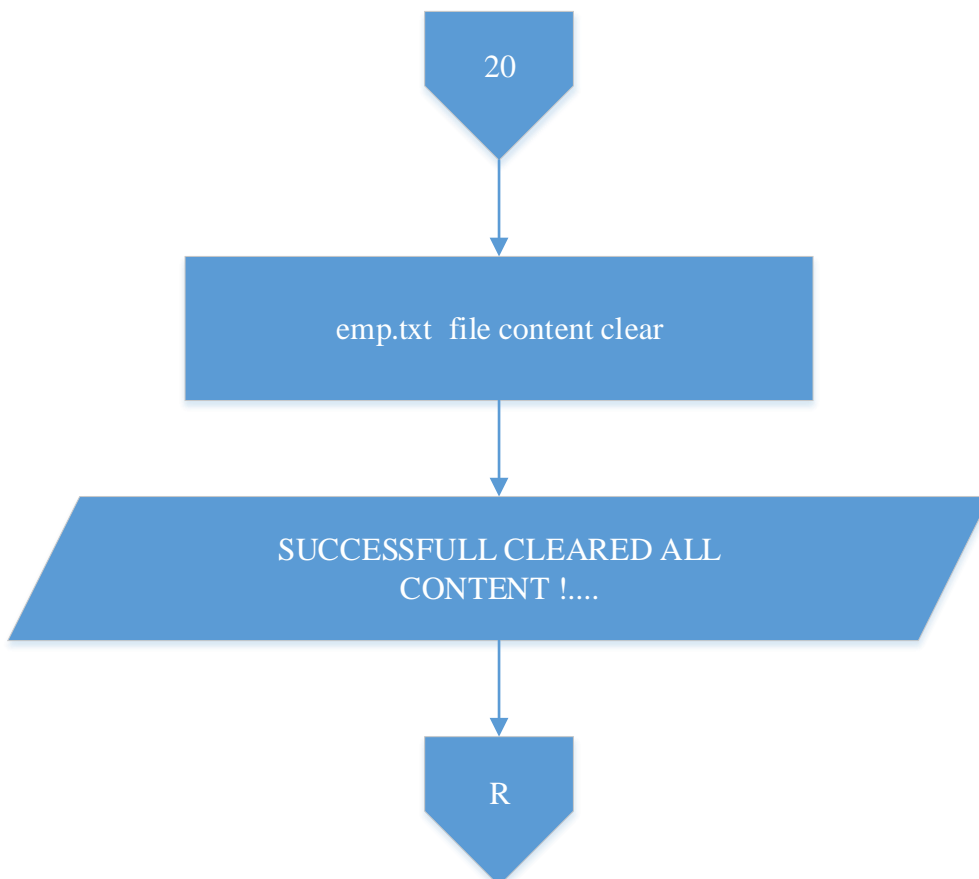 20
emp.txt  file content clear
SUCCESSFULL CLEARED ALL
CONTENT !....
R